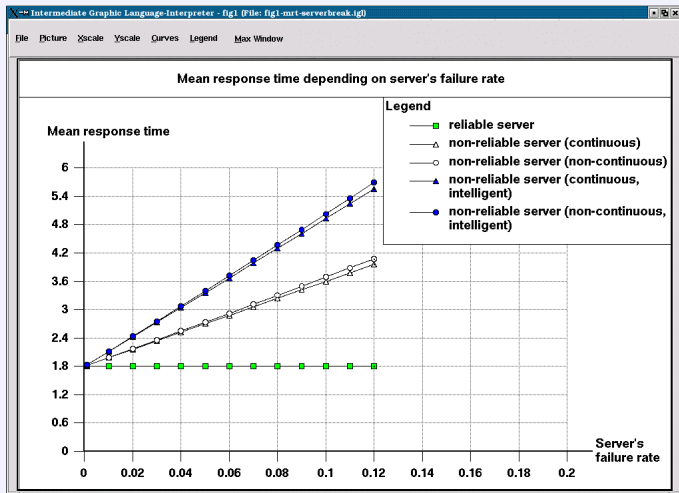 Intermediate Graphic Language-Interpreter - fig1 (File: fig1-mrt-serverbreak.igl)
File Picture Xscale Yscale Curves Legend Max Window
Mean response time depending on server's failure rate
Legend
reliable server
non-reliable server (continuous)
non-reliable server (non-continuous)
non-reliable server (continuous,
intelligent)
non-reliable server (non-continuous,
intelligent)
Mean response time
6
5.4
4.8
4.2
3.6
3
2.4
1.8
1.2
0.6
0
0 0.02 0.04 0.06 0.08 0.1 0.12 0.14 0.16 0.18 0.2
Server's
failure rate